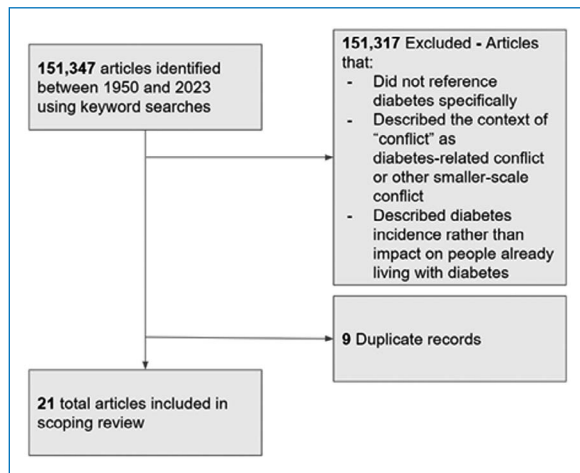 151,347 articles identified
between 1950 and 2023
using keyword searches
151,317 Excluded - Articles
that:
- Did not reference
diabetes specifically
- Described the context of
“conflict” as
diabetes-related conflict
or other smaller-scale
conflict
- Described diabetes
incidence rather than
impact on people already
living with diabetes
9 Duplicate records
21 total articles included in
scoping review